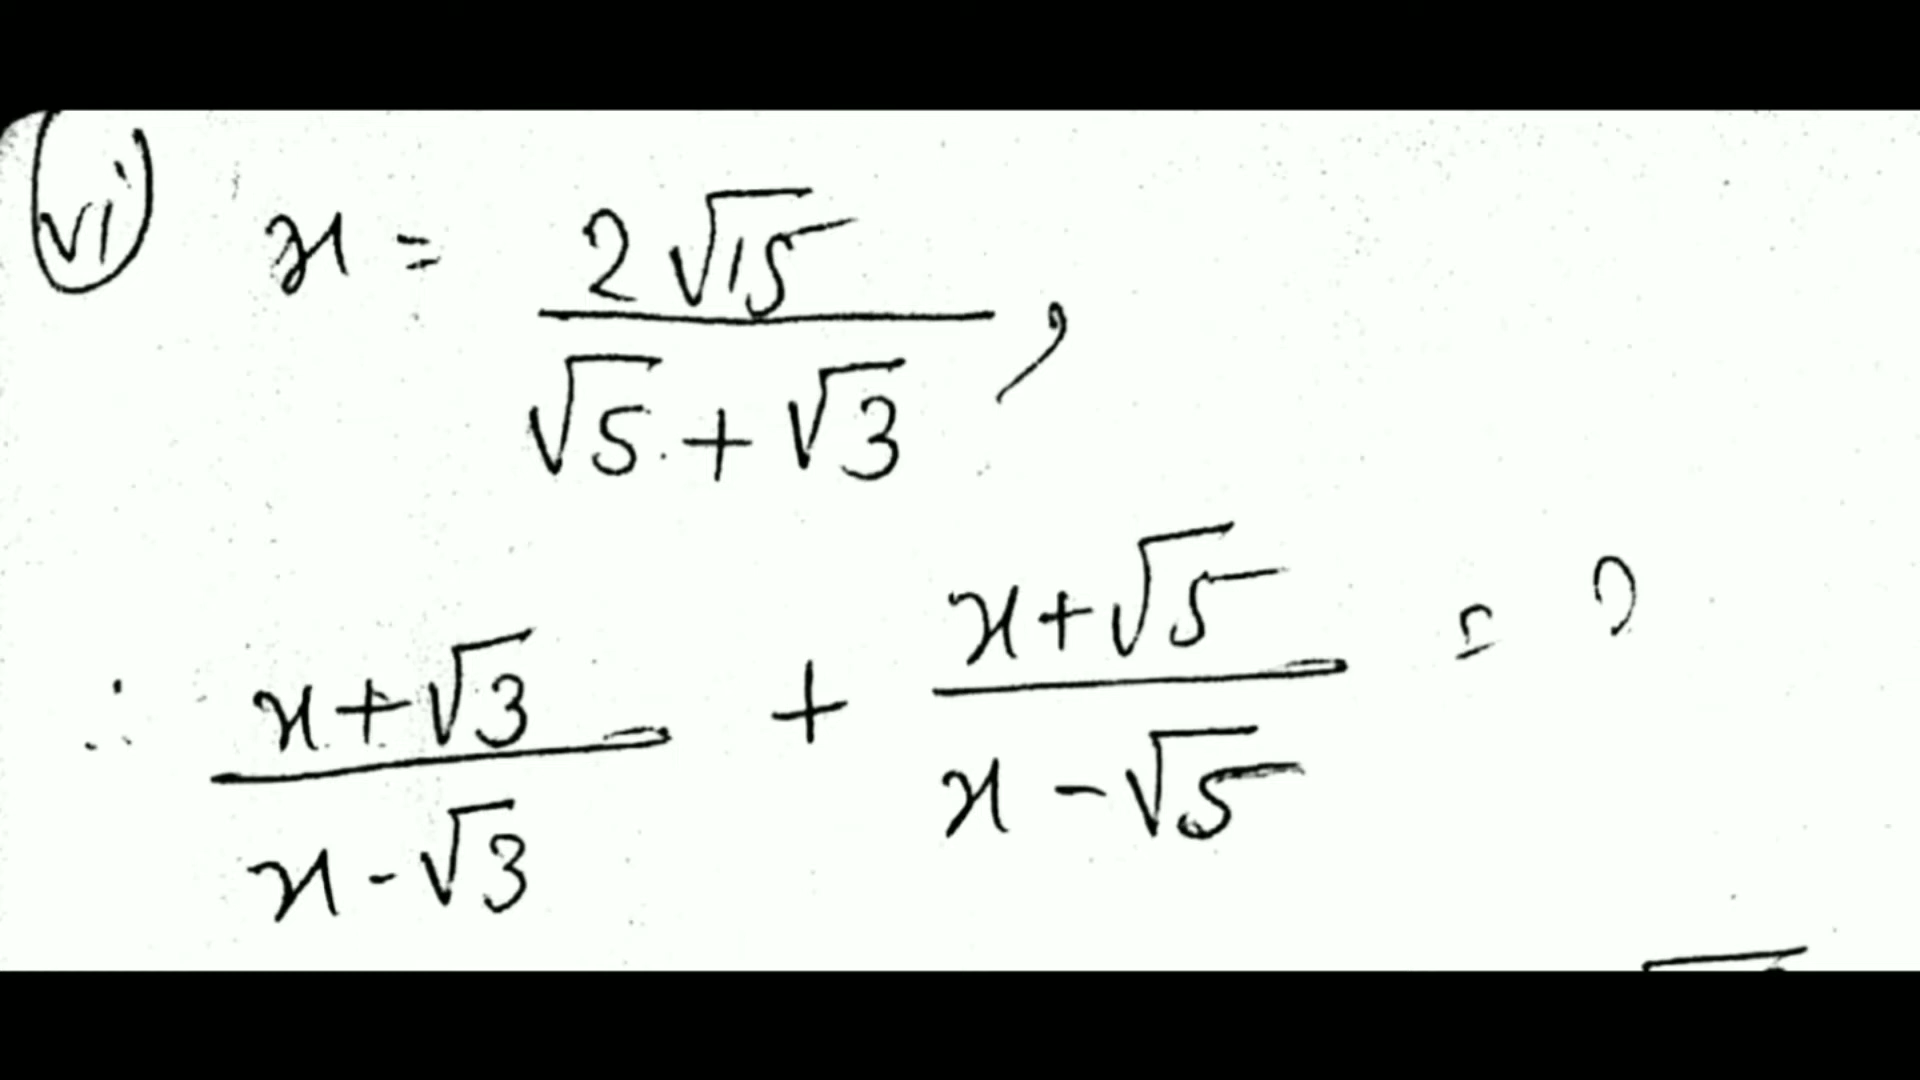 (vi) x = 2√15 / √5 + √3 ,
∴ x+√3 / x-√3 + x+√5 / x-√5 = ?